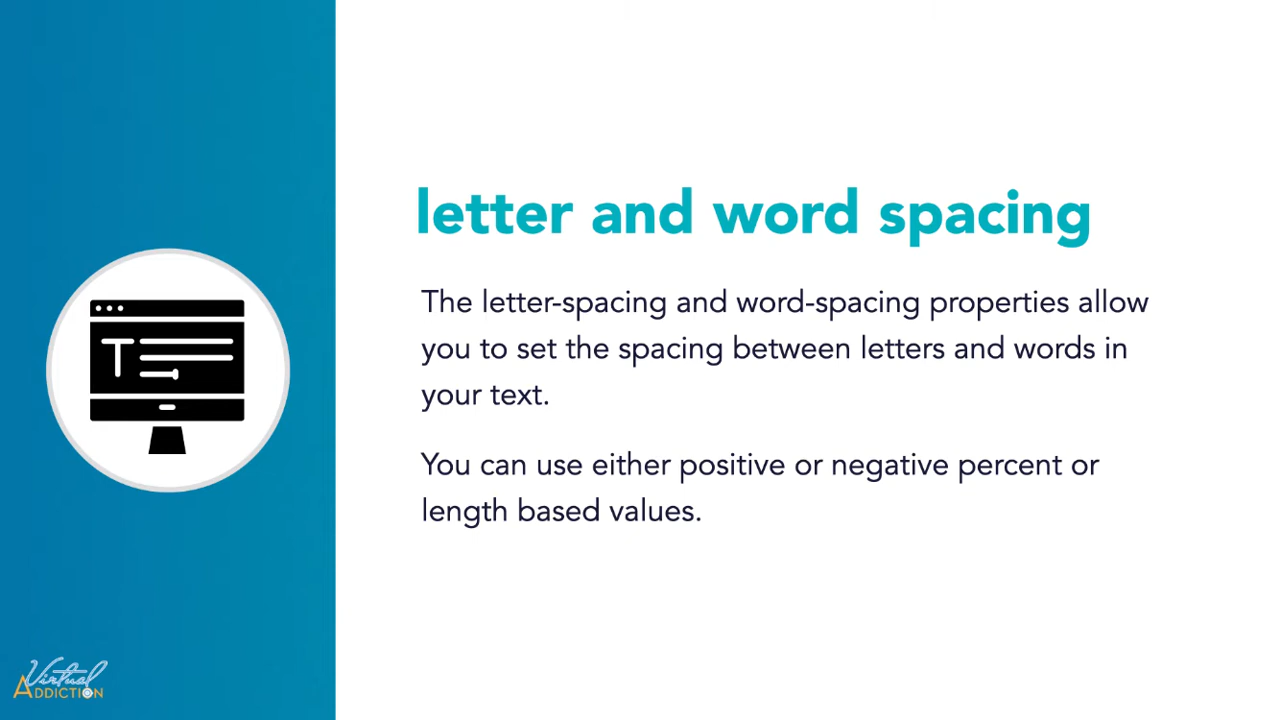 letter and word spacing
The letter-spacing and word-spacing properties allow
you to set the spacing between letters and words in
your text.
You can use either positive or negative percent or
length based values.
T
Virtual
ADDICTION